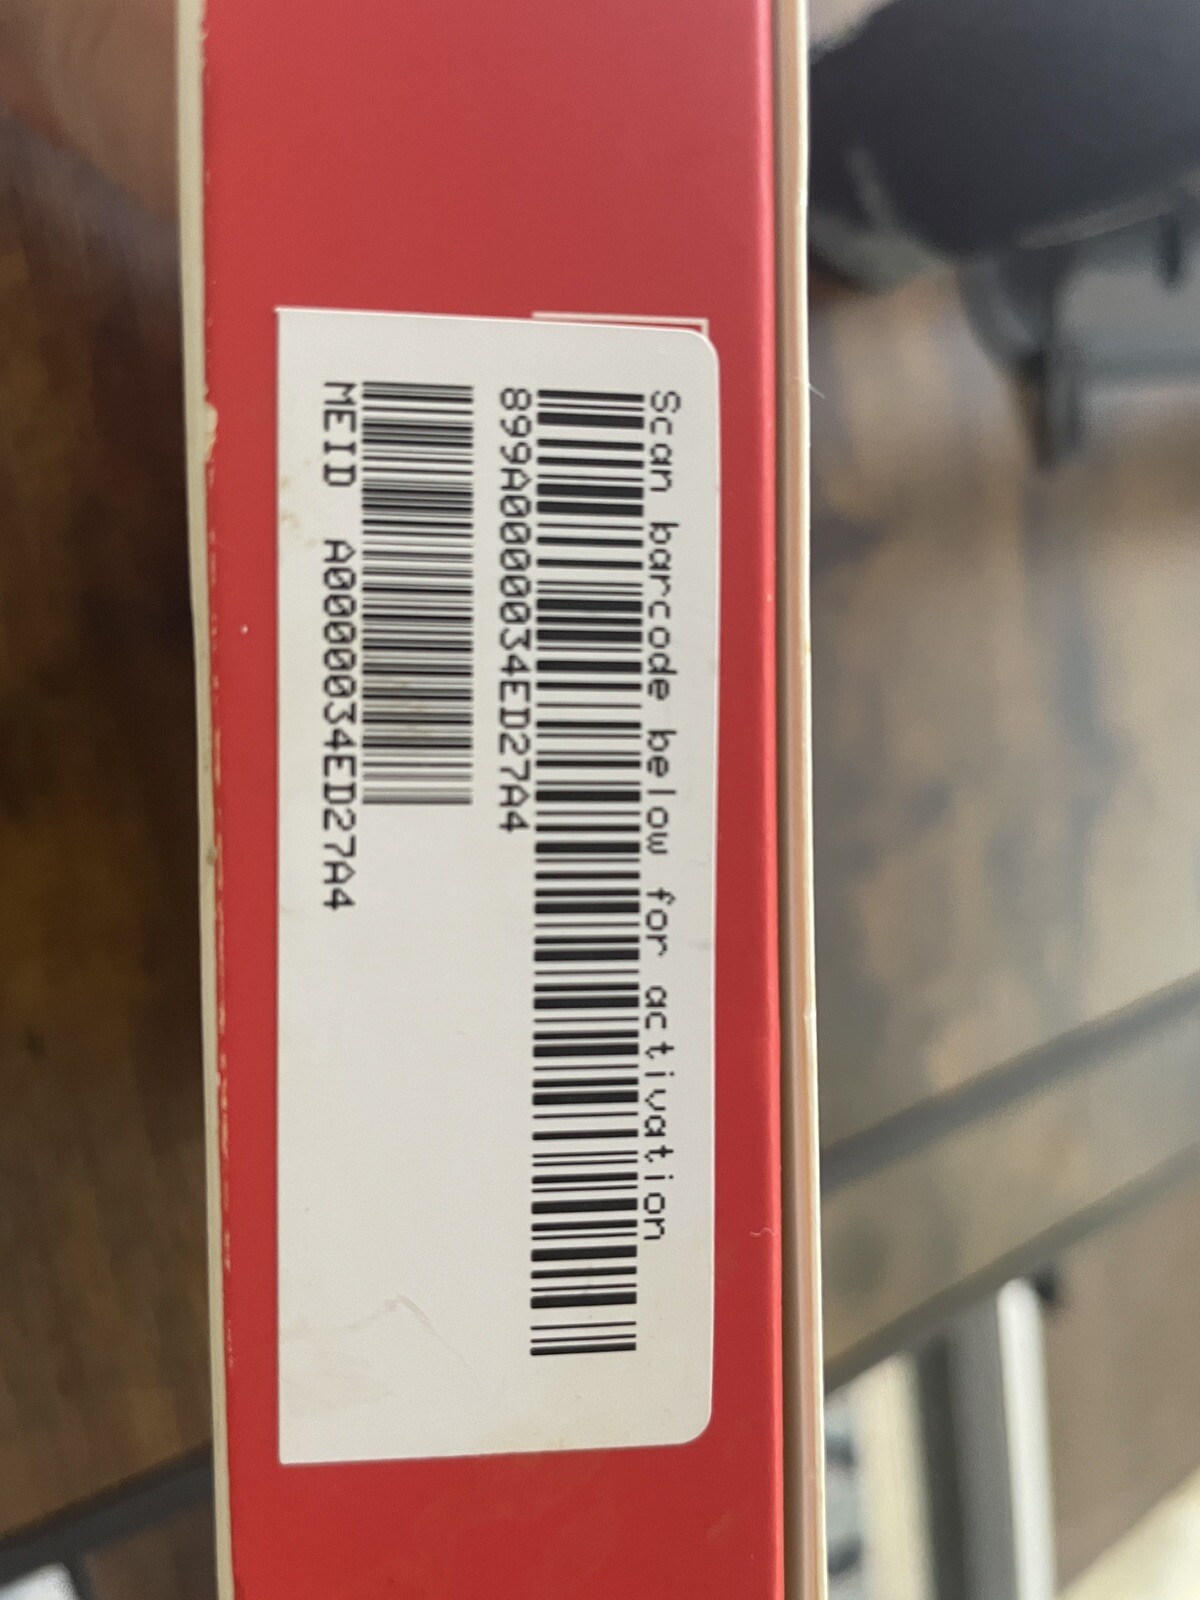 Scan barcode below for activation
899A0000034ED27A4
MEID A0000034ED27A4